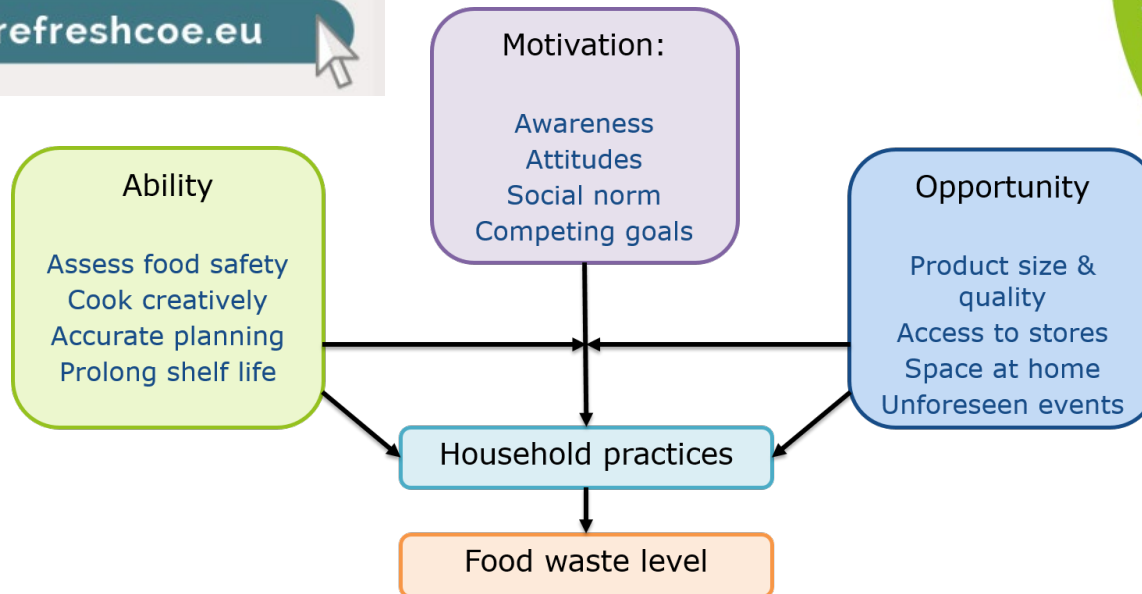 refreshcoe.eu
Motivation:
Awareness
Attitudes
Social norm
Competing goals
Ability
Assess food safety
Cook creatively
Accurate planning
Prolong shelf life
Opportunity
Product size &
quality
Access to stores
Space at home
Unforeseen events
Household practices
Food waste level